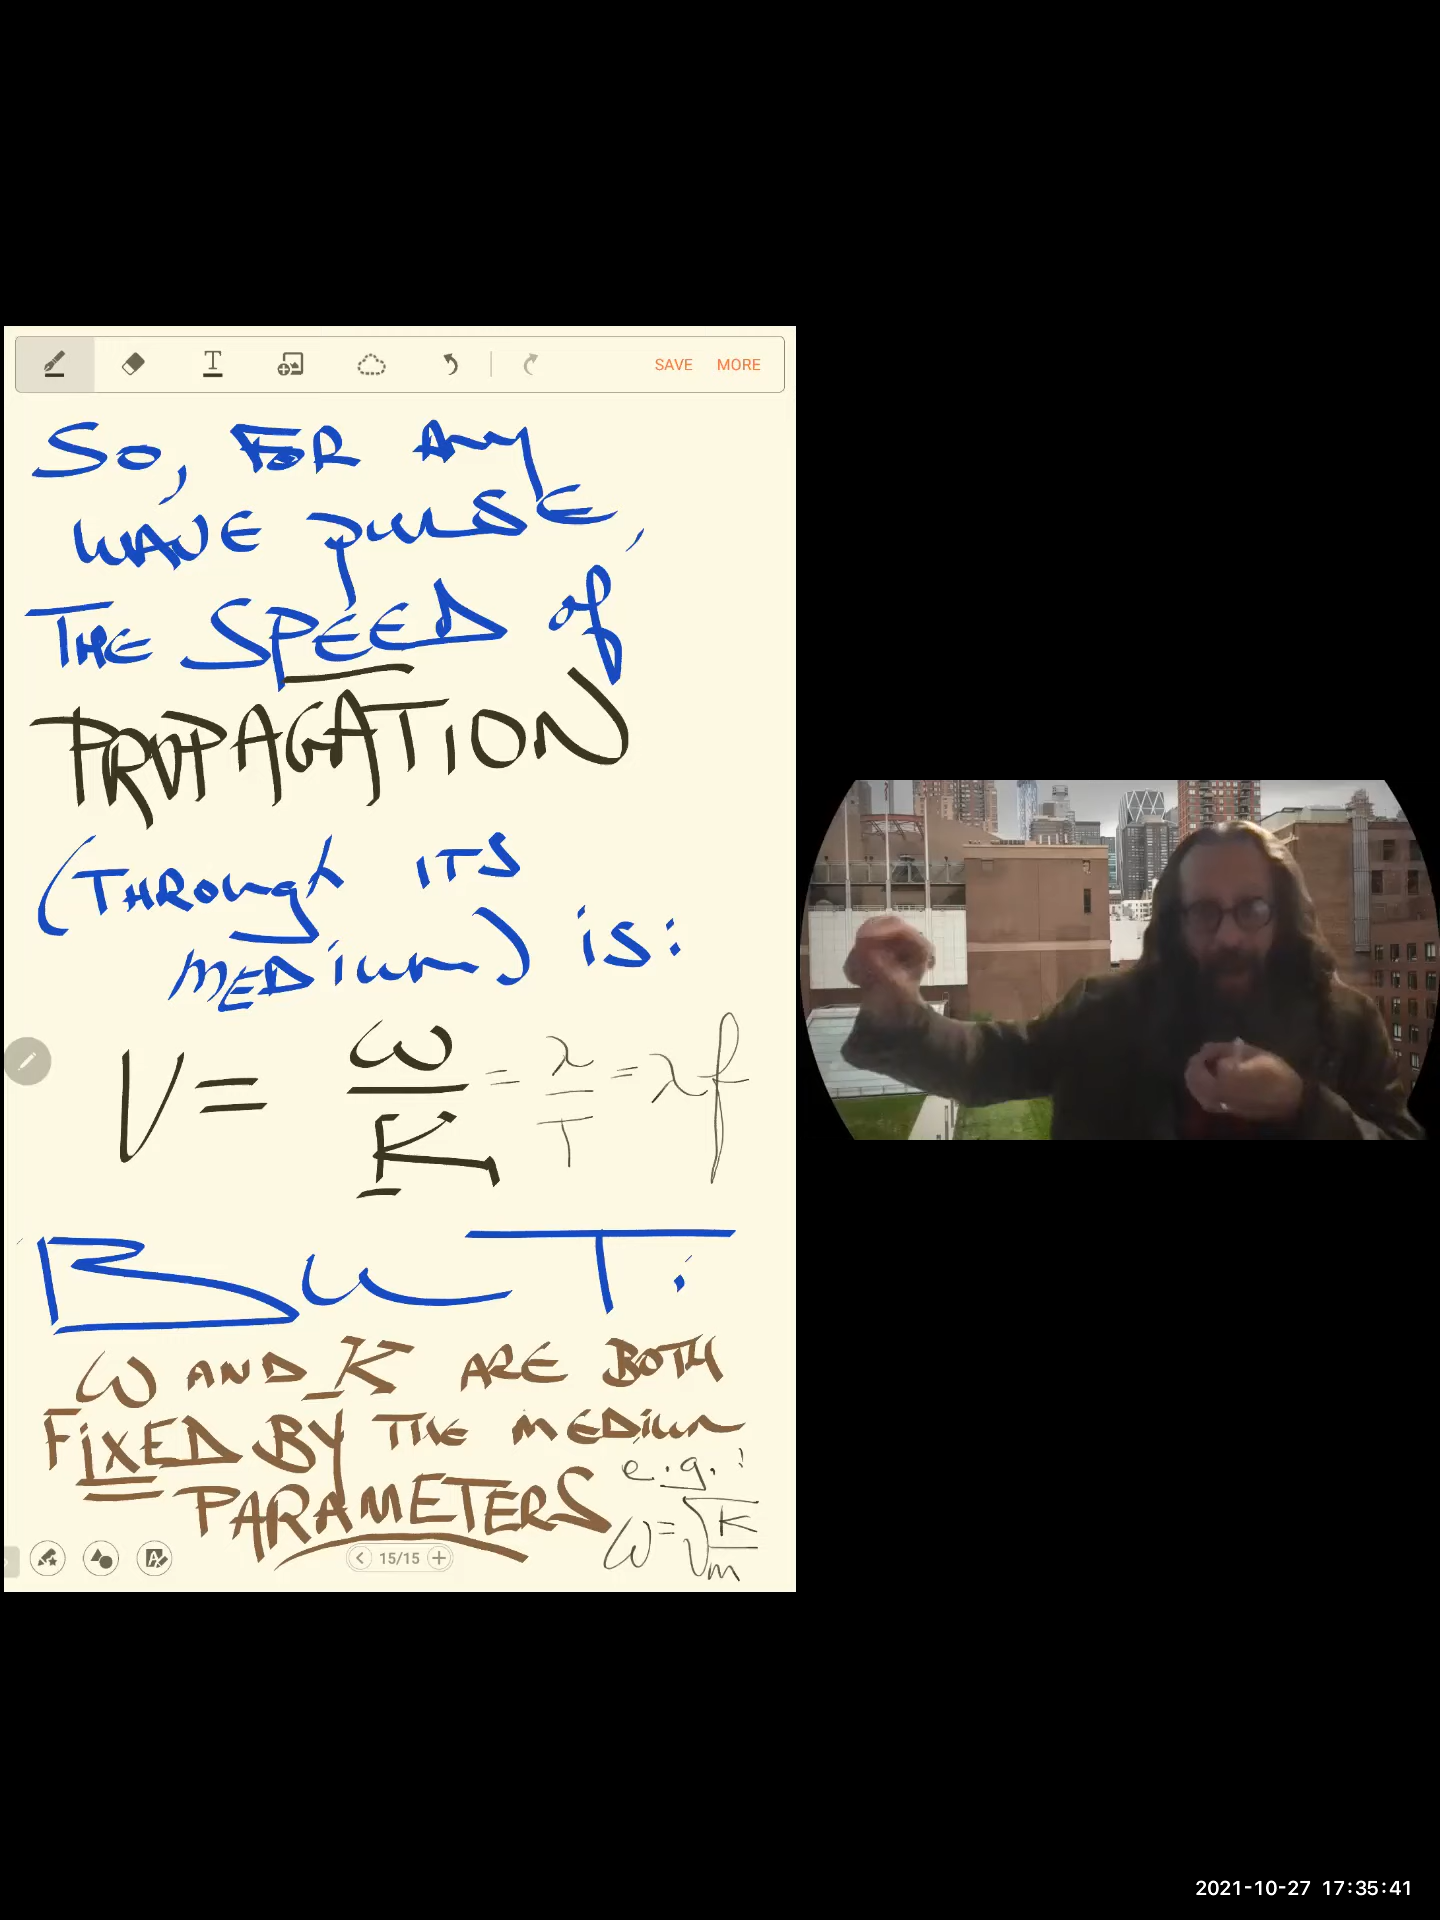 SAVE MORE
So, FOR Any
WAVE pulse,
THE SPEED of
PROPAGATION
(THROUGH ITS
MEDium) is:
V = ω/K = λ/T = λf
BUT:
ω AND K ARE BOTH
FIXED BY THE MEDium
PARAMETERS
e.g.:
ω = √K/m
15/15
2021-10-27 17:35:41